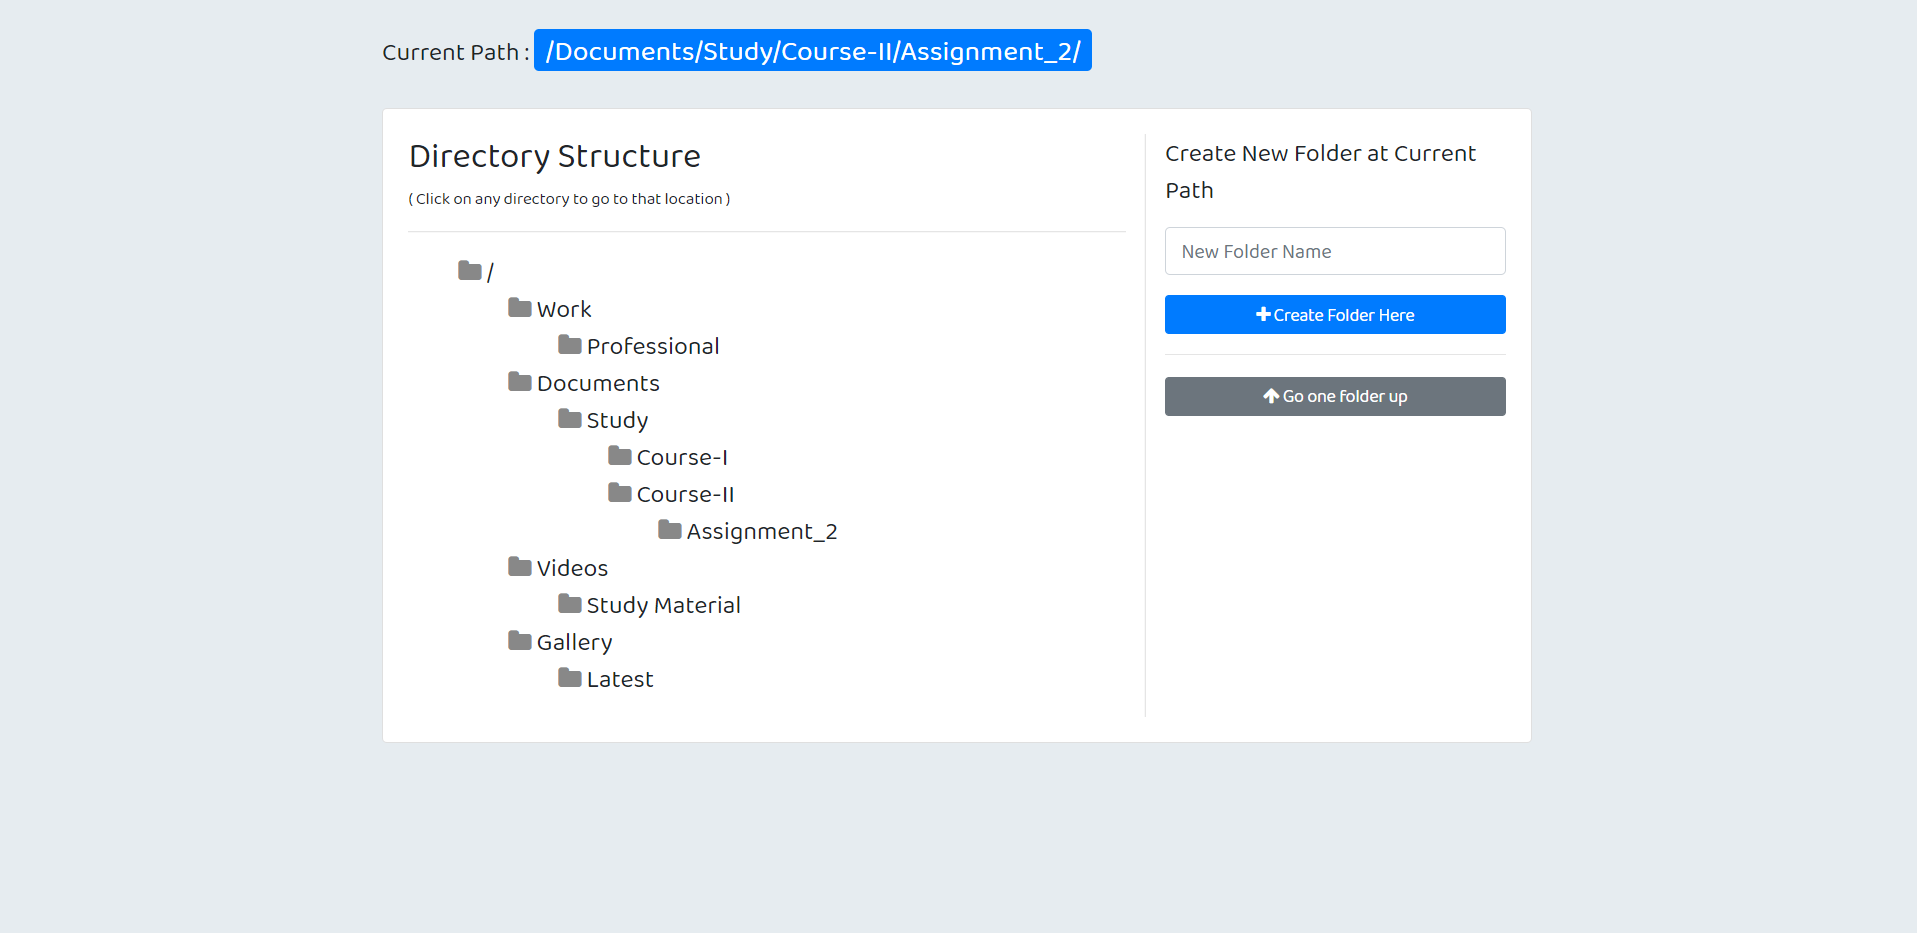 Current Path : /Documents/Study/Course-II/Assignment_2/
Directory Structure
( Click on any directory to go to that location )
/
Work
Professional
Documents
Study
Course-I
Course-II
Assignment_2
Videos
Study Material
Gallery
Latest
Create New Folder at Current
Path
New Folder Name
Create Folder Here
Go one folder up